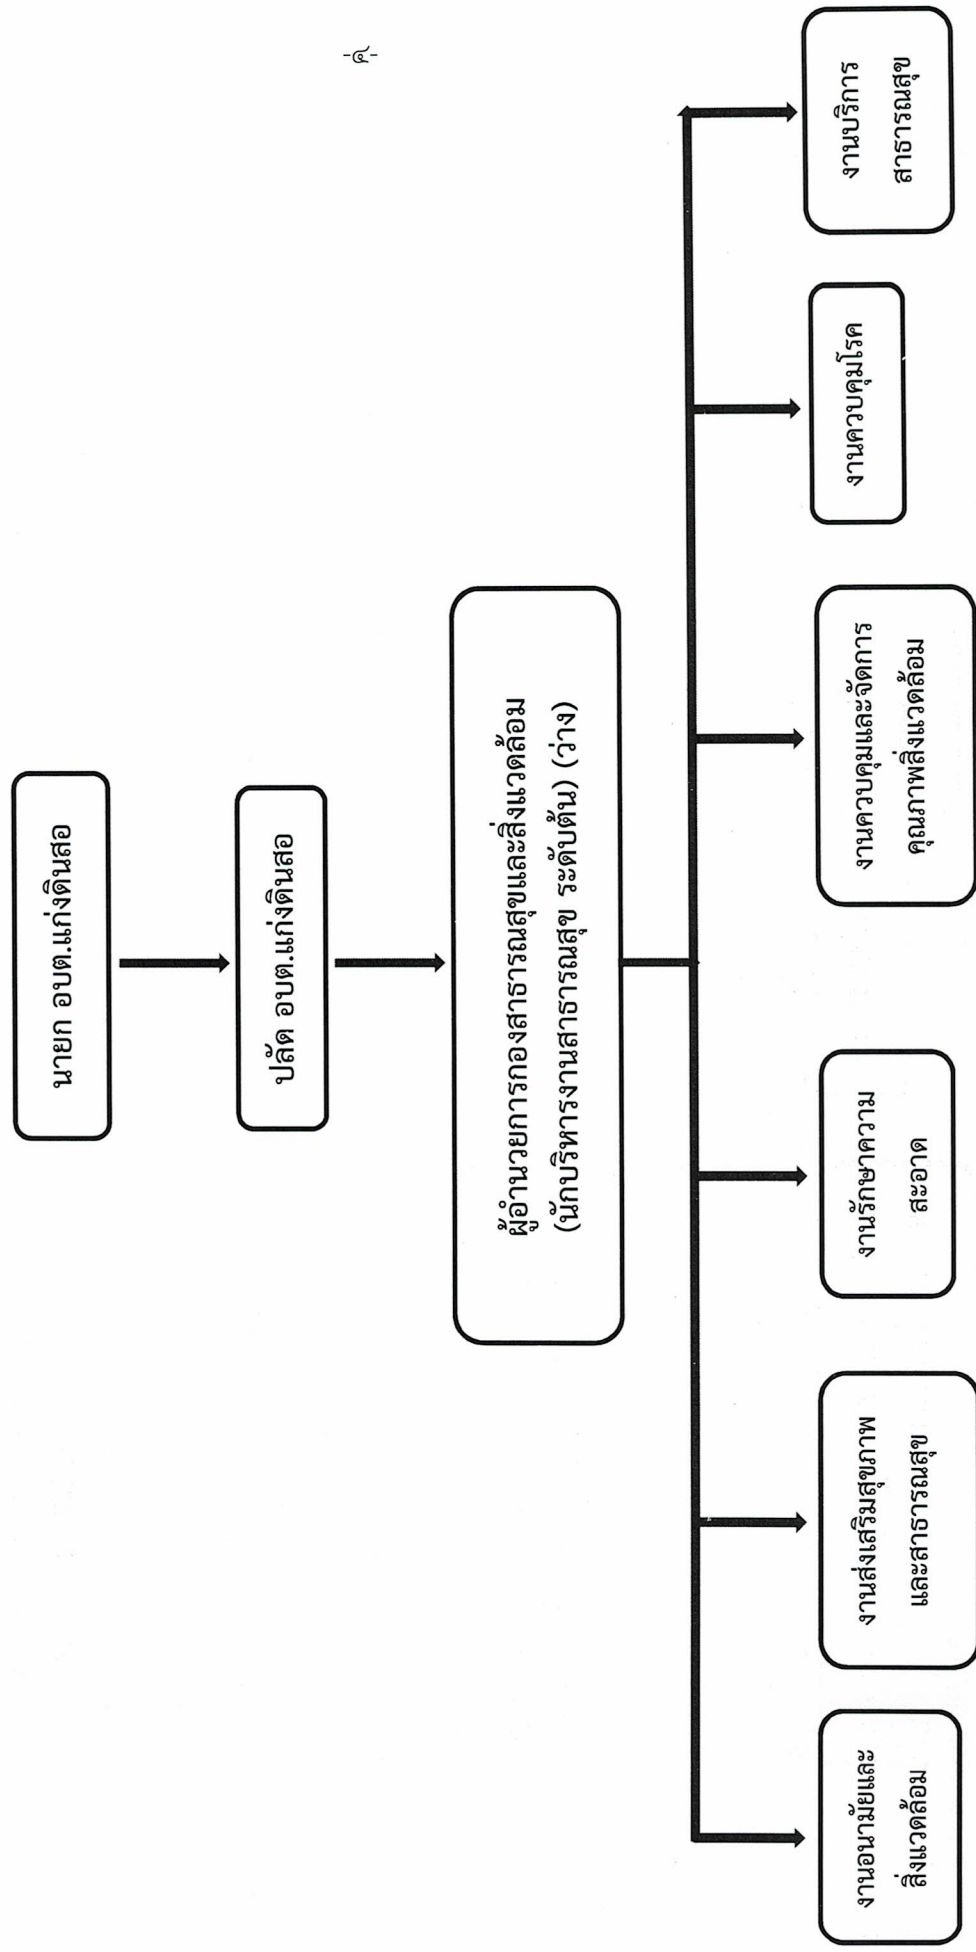 -๙-
นายก อบต.แก่งดินสอ
ปลัด อบต.แก่งดินสอ
ผู้อำนวยการกองสาธารณสุขและสิ่งแวดล้อม
(นักบริหารงานสาธารณสุข ระดับต้น) (ว่าง)
งานอนามัยและ
สิ่งแวดล้อม
งานส่งเสริมสุขภาพ
และสาธารณสุข
งานรักษาความ
สะอาด
งานควบคุมและจัดการ
คุณภาพสิ่งแวดล้อม
งานควบคุมโรค
งานบริการ
สาธารณสุข